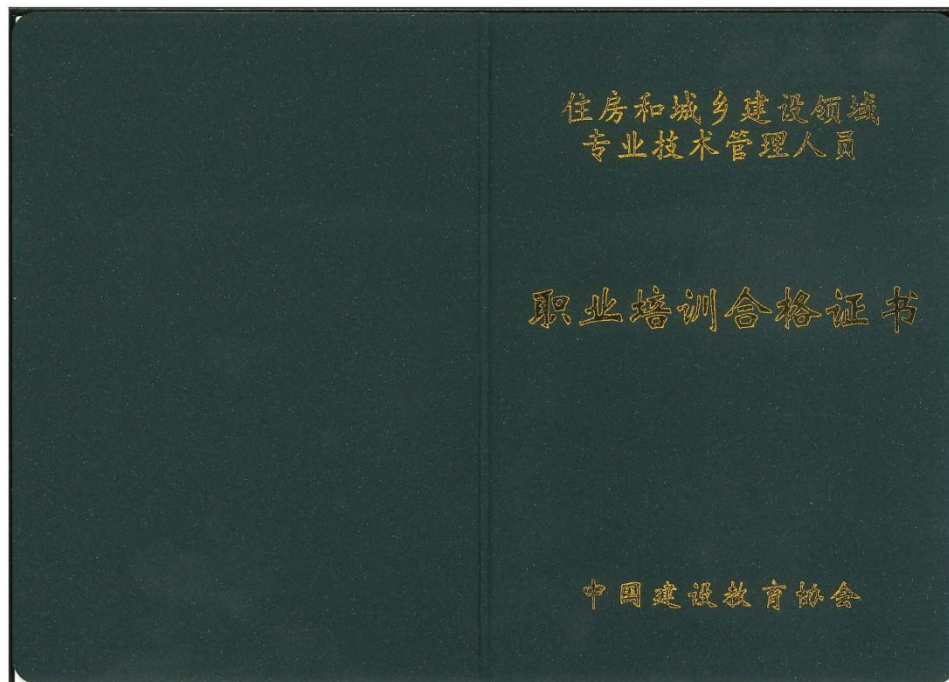 住房和城乡建设领域
专业技术管理人员
职业培训合格证书
中国建设教育协会